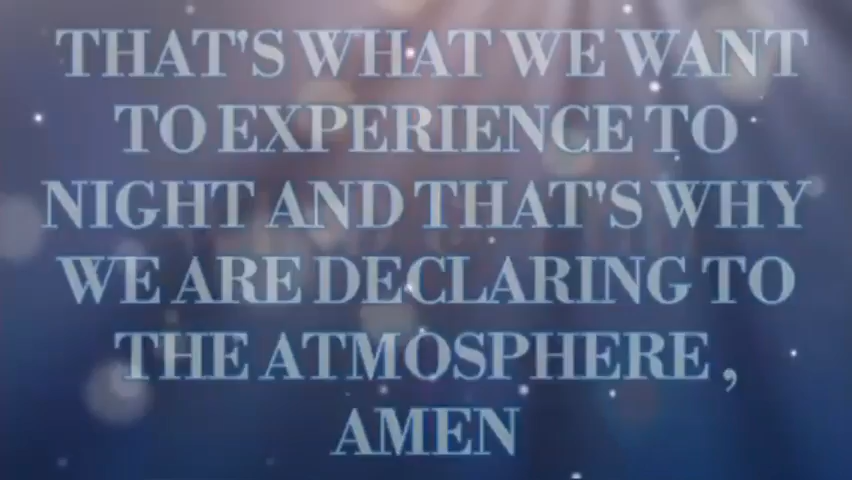 THAT'S WHAT WE WANT
TO EXPERIENCE TO
NIGHT AND THAT'S WHY
WE ARE DECLARING TO
THE ATMOSPHERE ,
AMEN